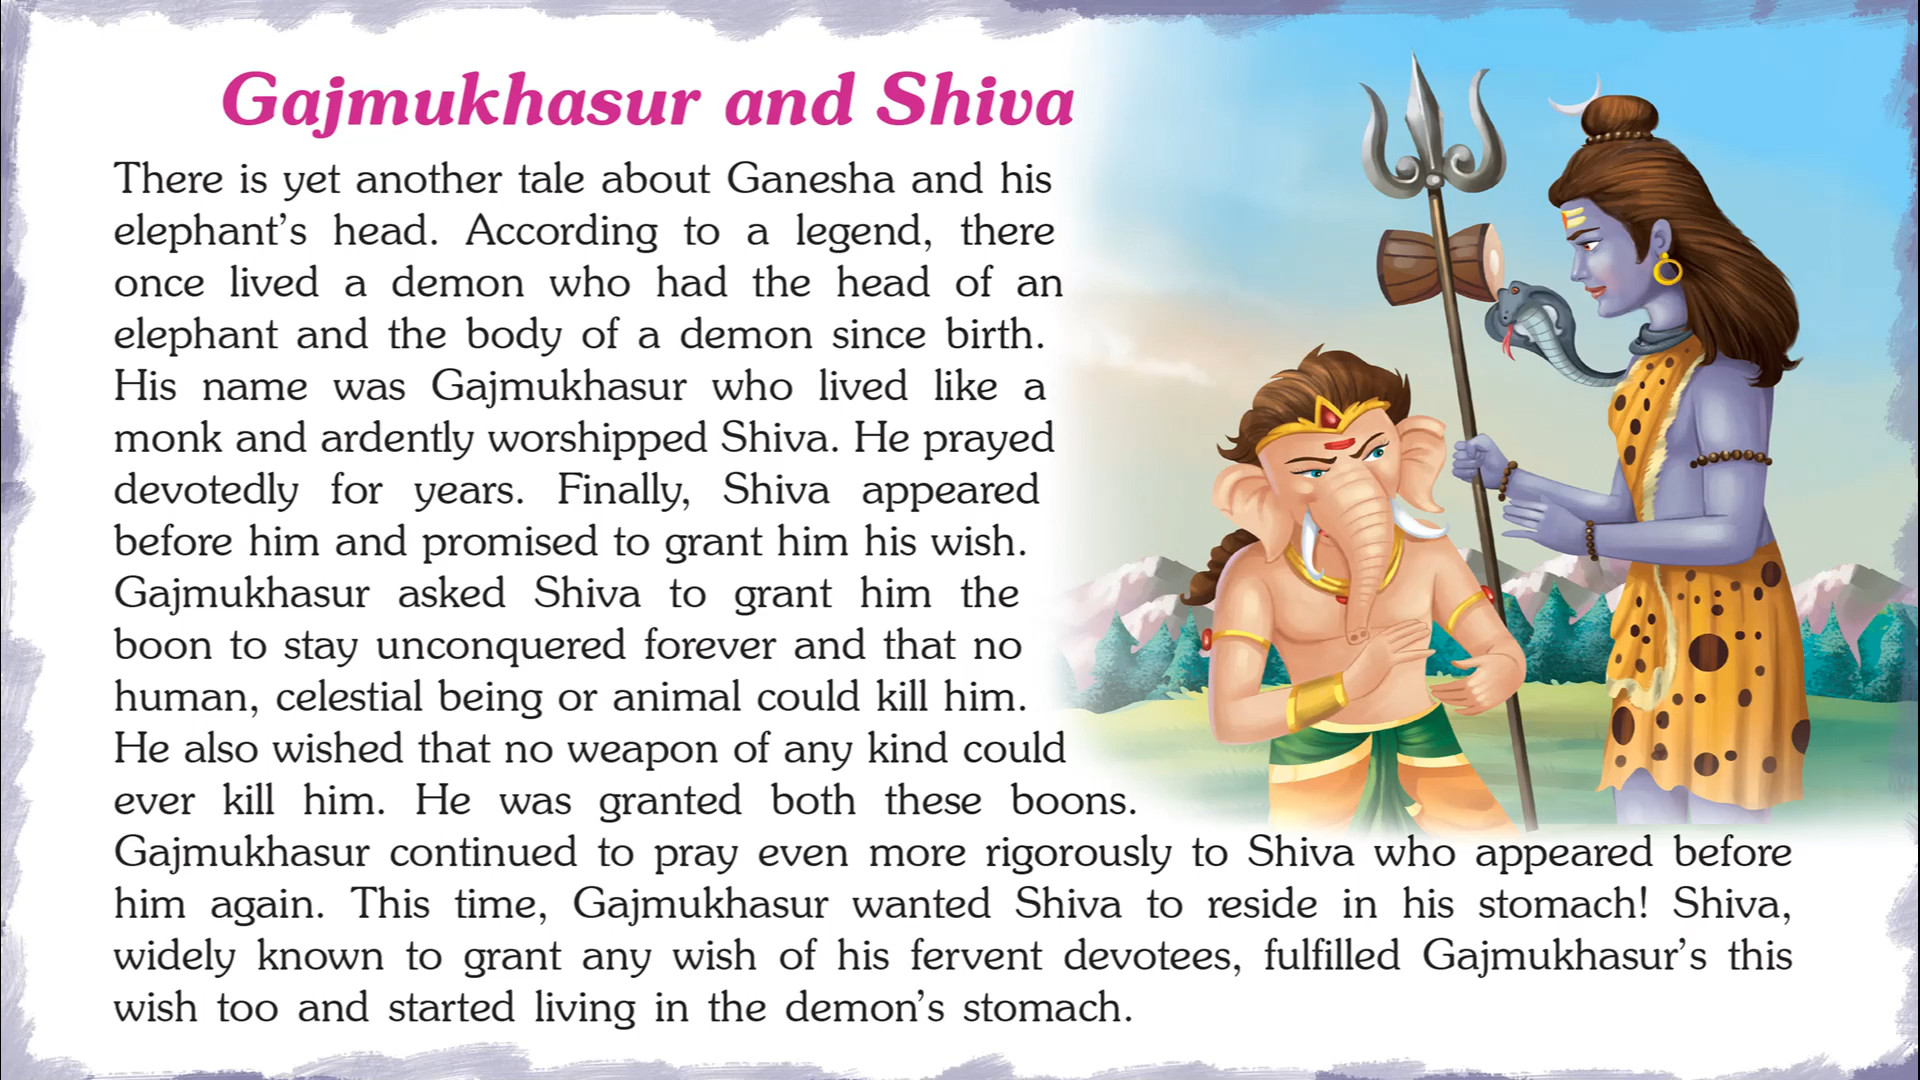 Gajmukhasur and Shiva
There is yet another tale about Ganesha and his
elephant’s head. According to a legend, there
once lived a demon who had the head of an
elephant and the body of a demon since birth.
His name was Gajmukhasur who lived like a
monk and ardently worshipped Shiva. He prayed
devotedly for years. Finally, Shiva appeared
before him and promised to grant him his wish.
Gajmukhasur asked Shiva to grant him the
boon to stay unconquered forever and that no
human, celestial being or animal could kill him.
He also wished that no weapon of any kind could
ever kill him. He was granted both these boons.
Gajmukhasur continued to pray even more rigorously to Shiva who appeared before
him again. This time, Gajmukhasur wanted Shiva to reside in his stomach! Shiva,
widely known to grant any wish of his fervent devotees, fulfilled Gajmukhasur’s this
wish too and started living in the demon’s stomach.